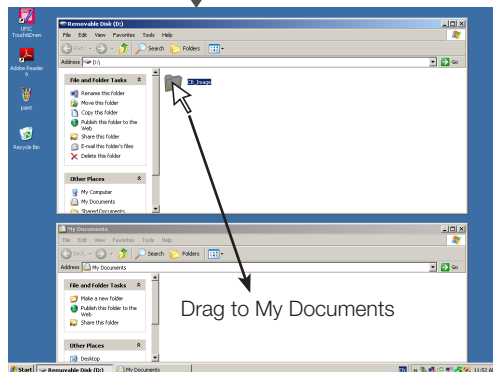 UPIC
Touch&Draw
Adobe Reader
9
paint
Recycle Bin
Removable Disk (D:)
File Edit View Favorites Tools Help
Back Search Folders
Address D:\ Go
File and Folder Tasks
Rename this folder
Move this folder
Copy this folder
Publish this folder to the
Web
Share this folder
E-mail this folder's files
Delete this folder
Other Places
My Computer
My Documents
Shared Documents
CB_Image
My Documents
File Edit View Favorites Tools Help
Back Search Folders
Address My Documents Go
File and Folder Tasks
Make a new folder
Publish this folder to the
Web
Share this folder
Other Places
Desktop
Drag to My Documents
Start Removable Disk (D:) My Documents 11:52 AM